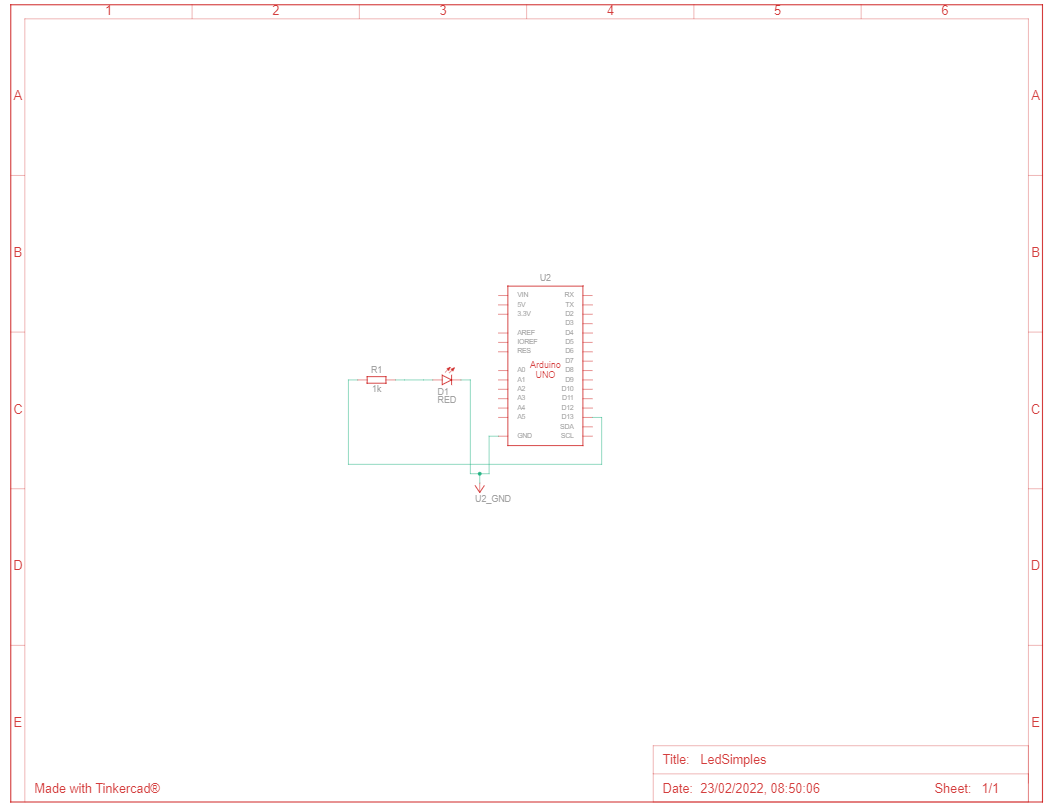 1 2 3 4 5 6
A A
B B
C C
D D
E E
U2
VIN RX
5V TX
3.3V D2
D3
AREF D4
IOREF D5
RES D6
D7
Arduino
UNO
A0 D8
A1 D9
A2 D10
A3 D11
A4 D12
A5 D13
SDA
GND SCL
R1
1k
D1
RED
U2_GND
Title: LedSimples
Made with Tinkercad®
Date: 23/02/2022, 08:50:06 Sheet: 1/1